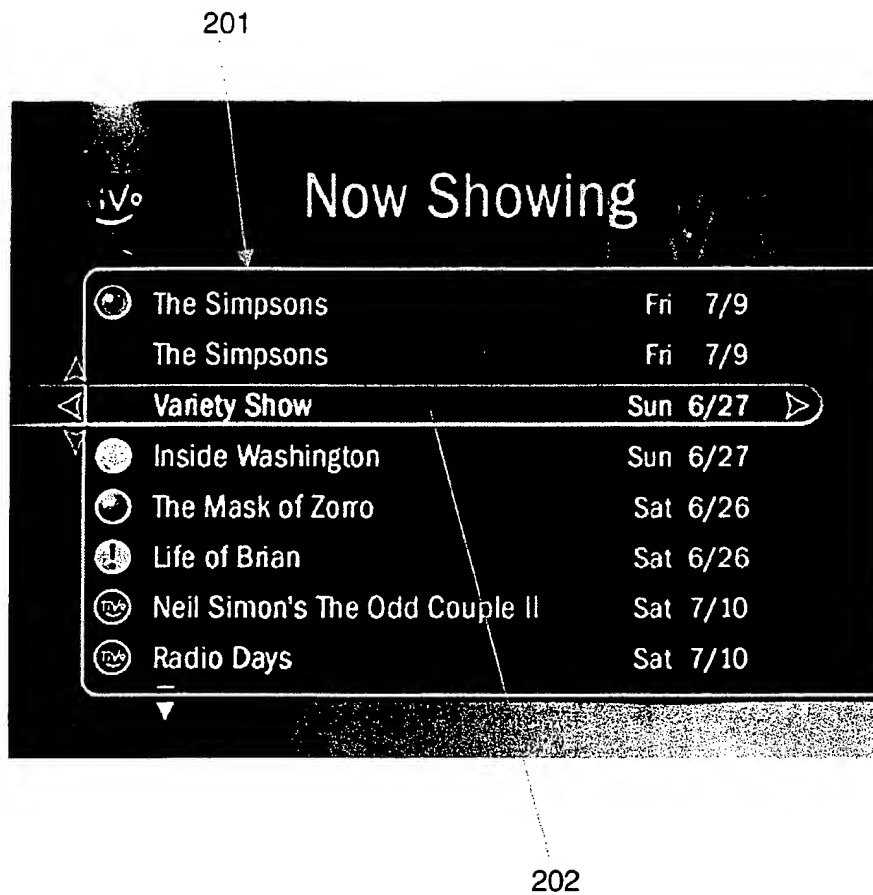 201
Now Showing
The Simpsons Fri 7/9
The Simpsons Fri 7/9
Variety Show Sun 6/27
Inside Washington Sun 6/27
The Mask of Zorro Sat 6/26
! Life of Brian Sat 6/26
TiVo Neil Simon's The Odd Couple II Sat 7/10
TiVo Radio Days Sat 7/10
202